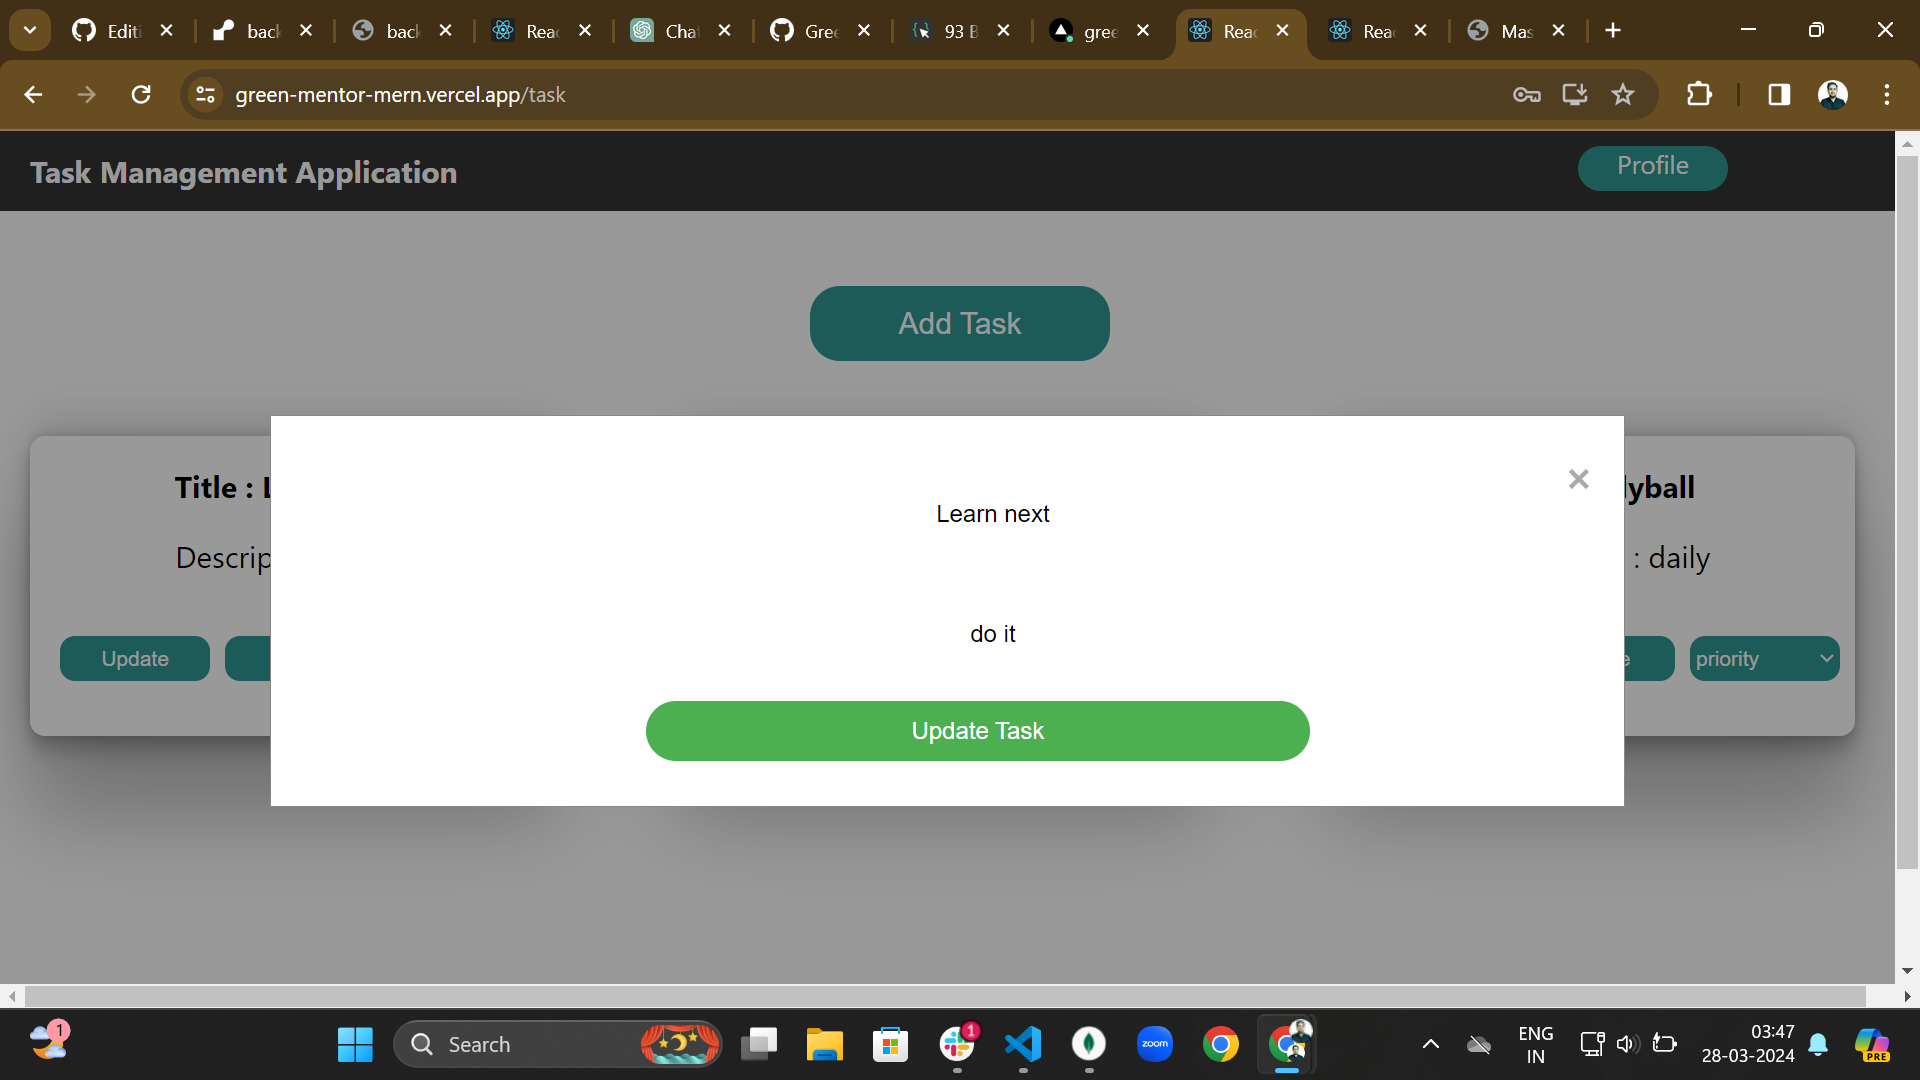 Editi
back
back
Reac
Chat
Gree
93 B
gree
Reac
Reac
Mas
green-mentor-mern.vercel.app/task
Task Management Application
Profile
Add Task
Title : L
lyball
Learn next
Descrip
: daily
do it
Update
e
priority
Update Task
1
Search
1
zoom
ENG
IN
03:47
28-03-2024
PRE